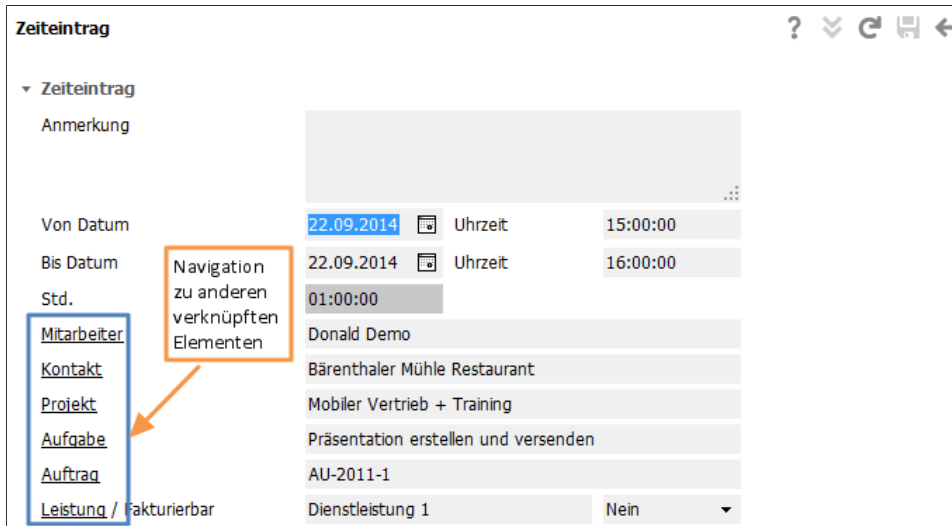 Zeiteintrag
?
Zeiteintrag
Anmerkung
Von Datum 22.09.2014 Uhrzeit 15:00:00
Bis Datum 22.09.2014 Uhrzeit 16:00:00
Std. 01:00:00
Navigation
zu anderen
verknüpften
Elementen
Mitarbeiter Donald Demo
Kontakt Bärenthaler Mühle Restaurant
Projekt Mobiler Vertrieb + Training
Aufgabe Präsentation erstellen und versenden
Auftrag AU-2011-1
Leistung / Fakturierbar Dienstleistung 1 Nein